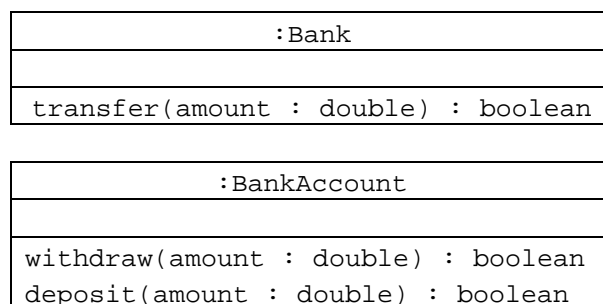 :Bank
transfer(amount : double) : boolean
:BankAccount
withdraw(amount : double) : boolean
deposit(amount : double) : boolean